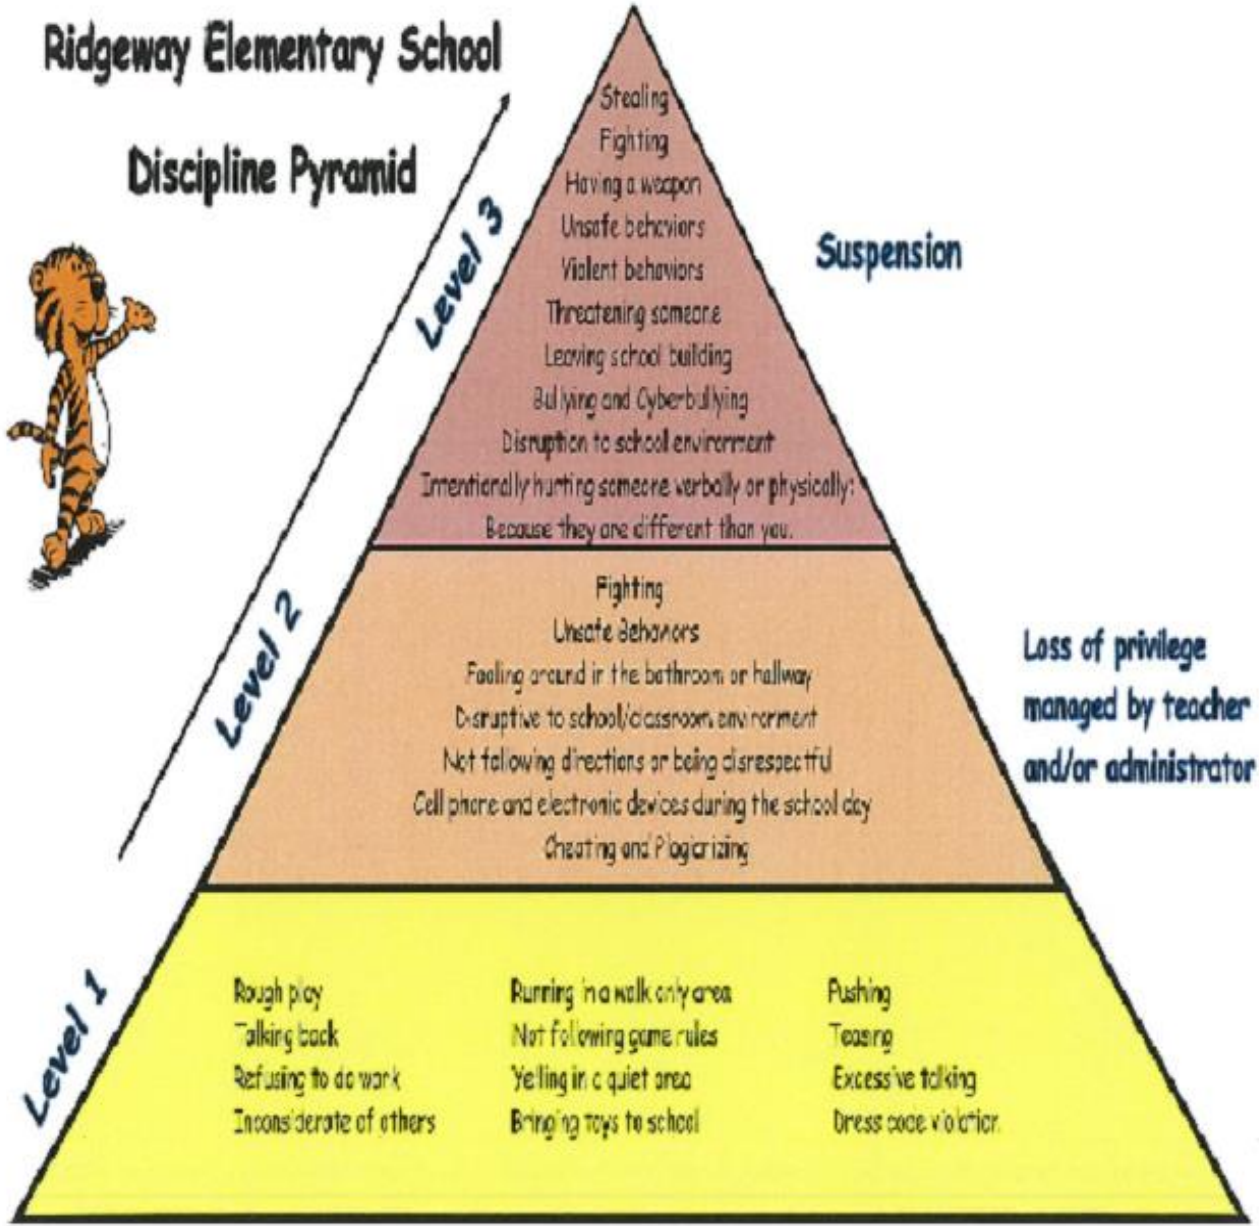 Ridgeway Elementary School
Discipline Pyramid
Level 3
Stealing
Fighting
Having a weapon
Unsafe behaviors
Violent behaviors
Threatening someone
Leaving school building
Bullying and Cyberbullying
Disruption to school environment
Intentionally hurting someone verbally or physically:
Because they are different than you.
Suspension
Level 2
Fighting
Unsafe Behaviors
Fooling around in the bathroom or hallway
Disruptive to school/classroom environment
Not following directions or being disrespectful
Cell phone and electronic devices during the school day
Cheating and Plagiarizing
Loss of privilege
managed by teacher
and/or administrator
Level 1
Rough play
Talking back
Refusing to do work
Inconsiderate of others
Running in a walk only area
Not following game rules
Yelling in a quiet area
Bringing toys to school
Pushing
Teasing
Excessive talking
Dress code violation